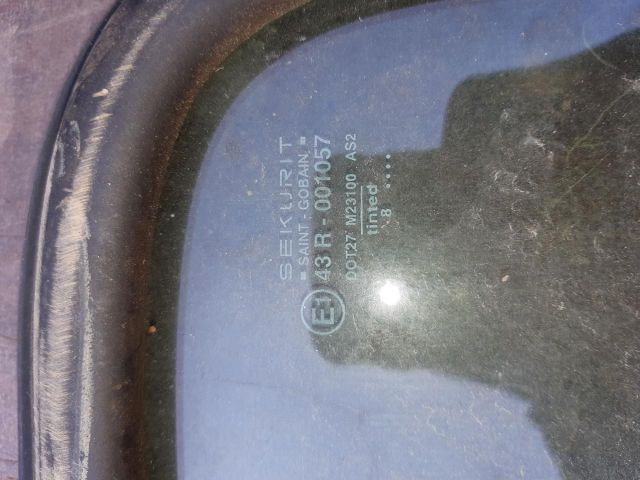 SEKURIT
SAINT - GOBAIN
E1 43 R - 001057
DOT27 M23100 AS2
tinted
8 ....